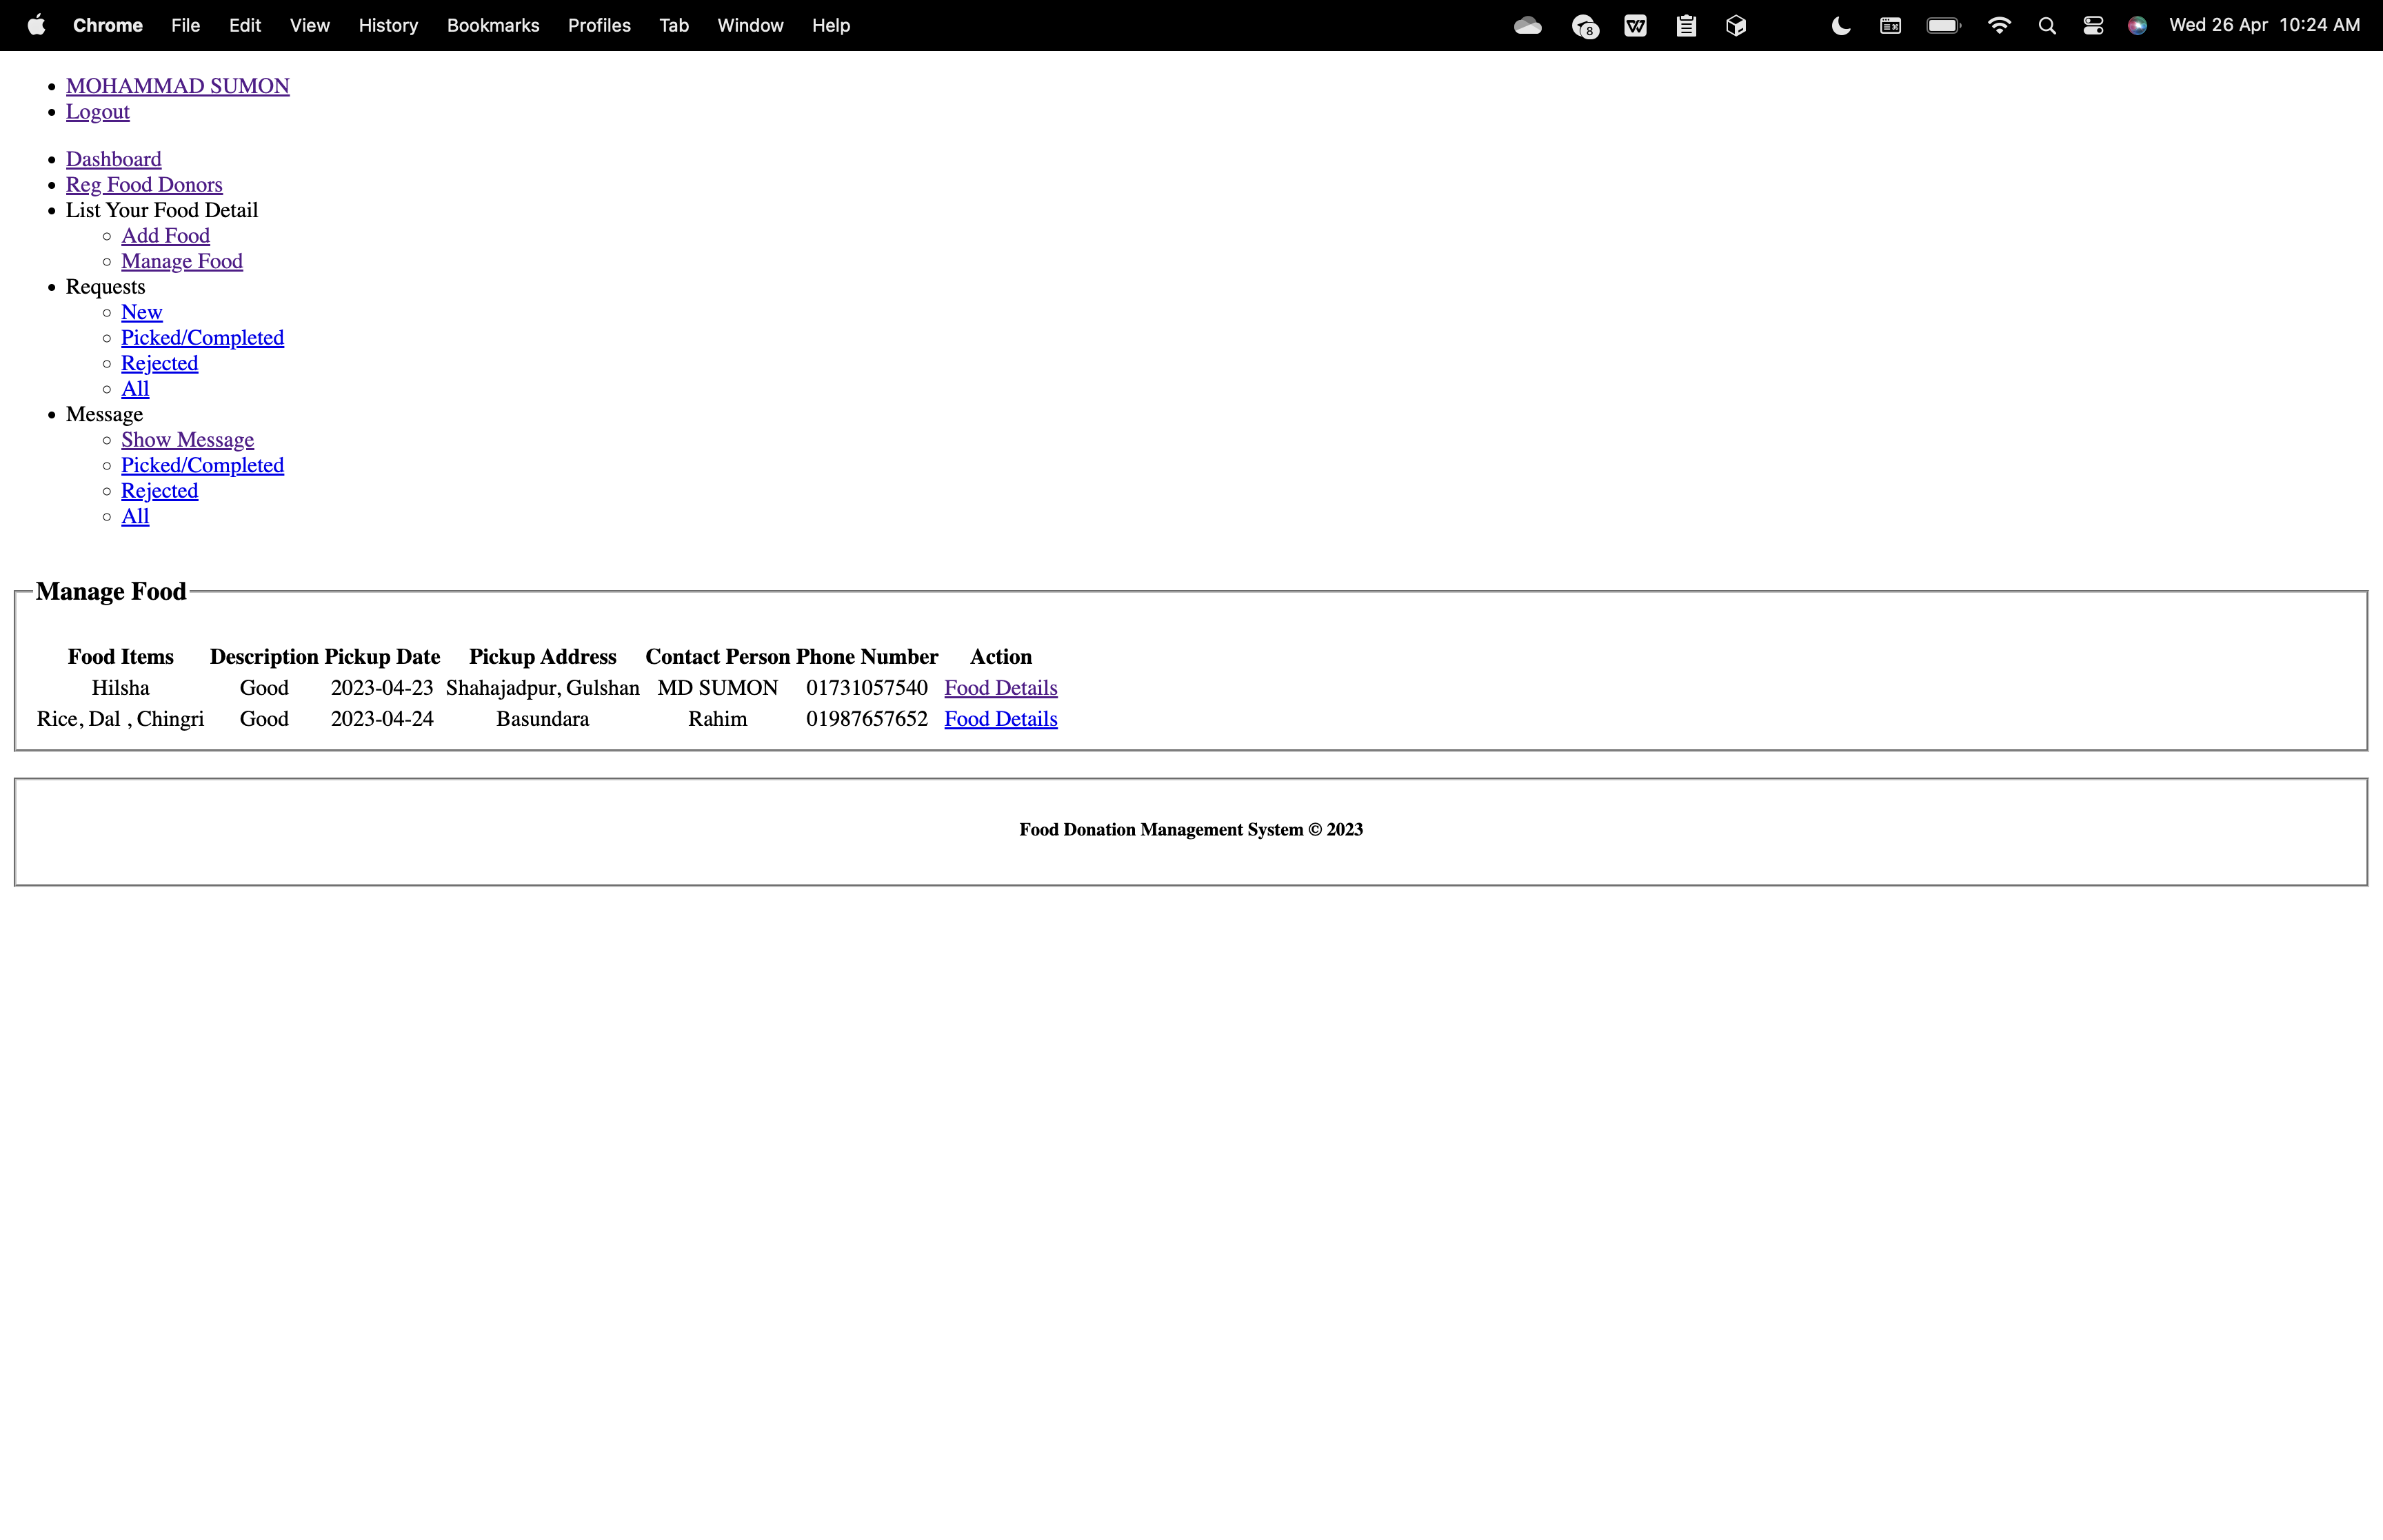 Chrome File Edit View History Bookmarks Profiles Tab Window Help 8 W Wed 26 Apr 10:24 AM
MOHAMMAD SUMON
Logout
Dashboard
Reg Food Donors
List Your Food Detail
Add Food
Manage Food
Requests
New
Picked/Completed
Rejected
All
Message
Show Message
Picked/Completed
Rejected
All
Manage Food
Food Items Description Pickup Date Pickup Address Contact Person Phone Number Action
Hilsha Good 2023-04-23 Shahajadpur, Gulshan MD SUMON 01731057540 Food Details
Rice, Dal , Chingri Good 2023-04-24 Basundara Rahim 01987657652 Food Details
Food Donation Management System © 2023